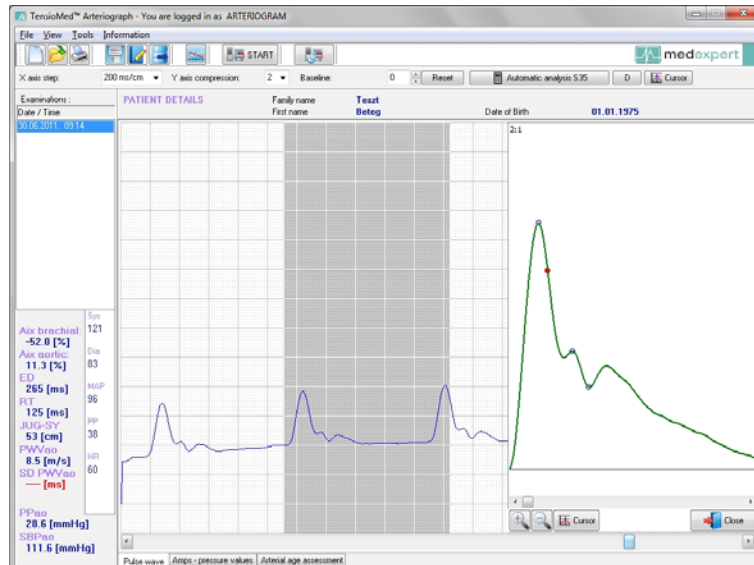 TensioMed™ Arteriograph - You are logged in as ARTERIOGRAM
File View Tools Information
START
medexpert
X axis step: 200 ms/cm Y axis compression: 2 Baseline: 0 Reset Automatic analysis S35 D Cursor
Examinations :
Date / Time
30.06.2011. 09:14
PATIENT DETAILS
Family name Teszt
First name Beteg
Date of Birth 01.01.1975
2:1
Aix brachial:
-52.0 [%]
Aix aortic:
11.3 [%]
ED
265 [ms]
RT
125 [ms]
JUG-SY
53 [cm]
PWVao
8.5 [m/s]
SD PWVao
--- [ms]
PPao
28.6 [mmHg]
SBPao
111.6 [mmHg]
Sys
121
Dia
83
MAP
96
PP
38
HR
60
Cursor
Close
Pulse wave Amps - pressure values Arterial age assessment